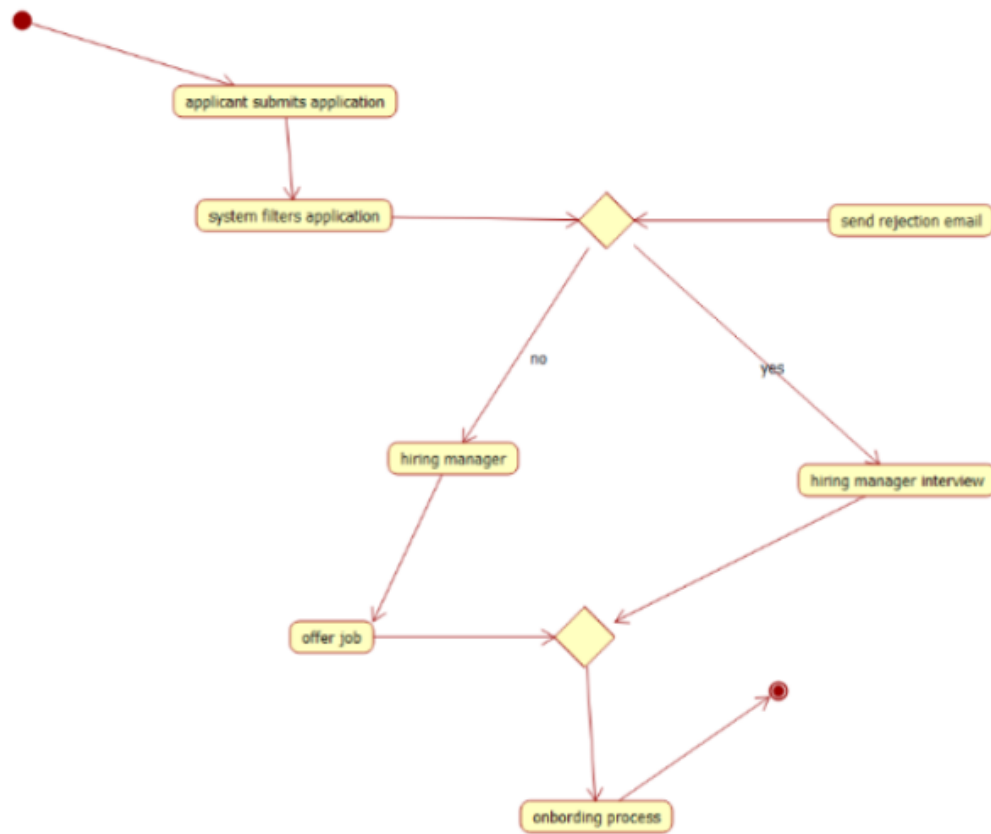 applicant submits application
system filters application
send rejection email
no
yes
hiring manager
hiring manager interview
offer job
onbording process